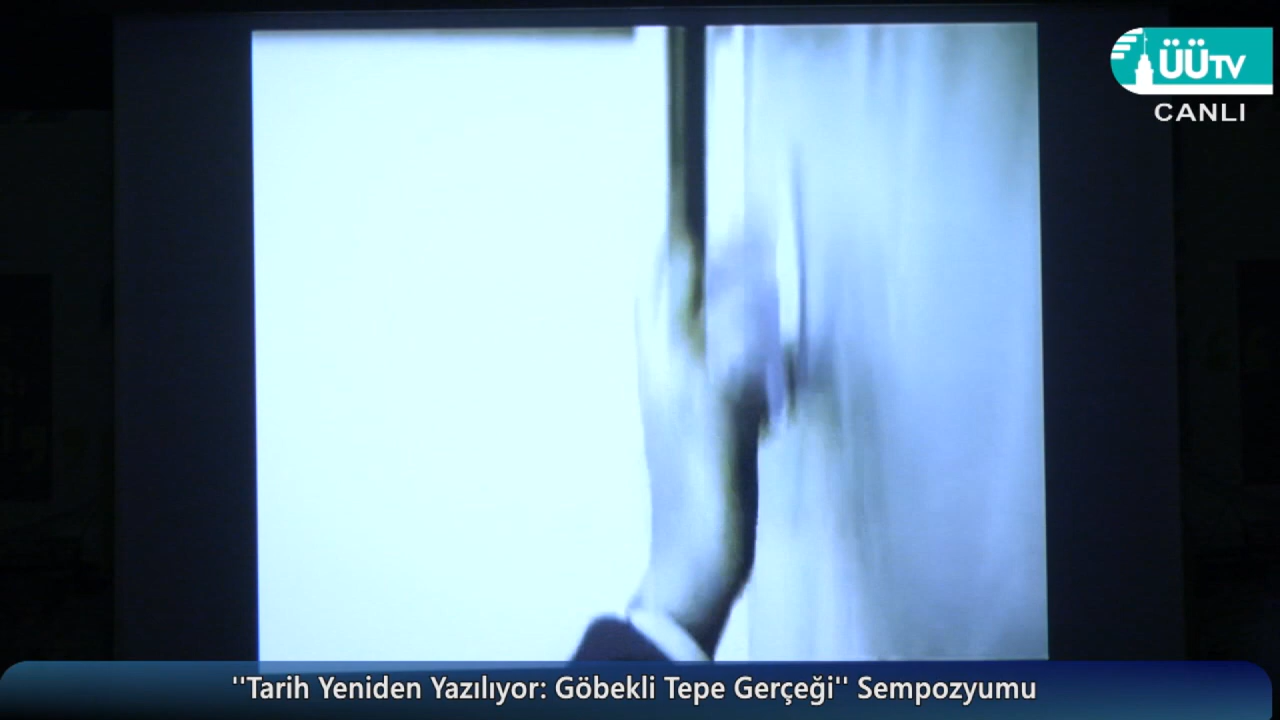 ÜÜTV
CANLI
"Tarih Yeniden Yazılıyor: Göbekli Tepe Gerçeği" Sempozyumu